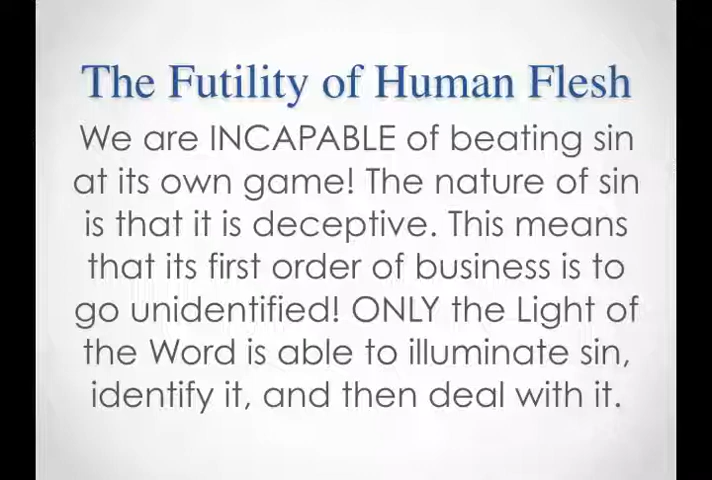 The Futility of Human Flesh
We are INCAPABLE of beating sin
at its own game! The nature of sin
is that it is deceptive. This means
that its first order of business is to
go unidentified! ONLY the Light of
the Word is able to illuminate sin,
identify it, and then deal with it.